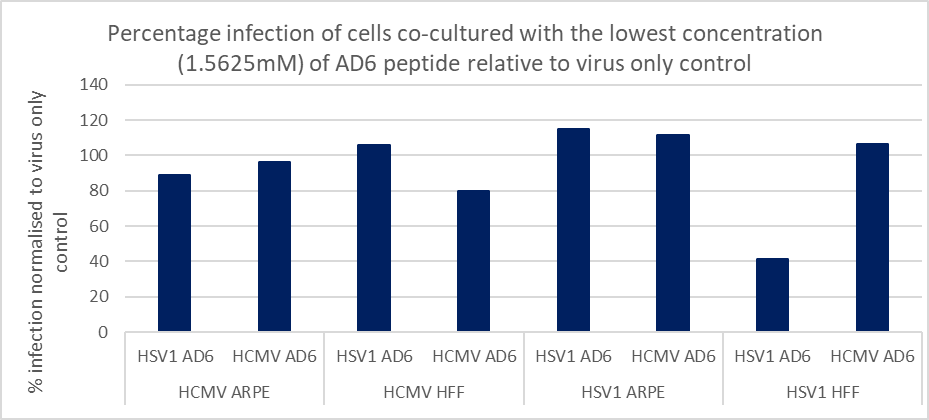 Percentage infection of cells co-cultured with the lowest concentration
(1.5625mM) of AD6 peptide relative to virus only control
% infection normalised to virus only
control
140
120
100
80
60
40
20
0
HSV1 AD6 HCMV AD6 HSV1 AD6 HCMV AD6 HSV1 AD6 HCMV AD6 HSV1 AD6 HCMV AD6
HCMV ARPE HCMV HFF HSV1 ARPE HSV1 HFF